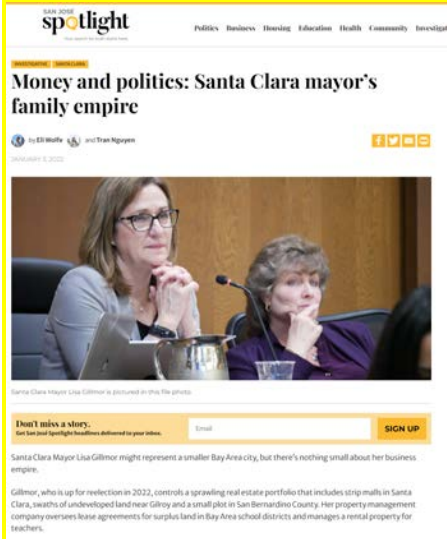 SAN JOSE
spotlight
Politics Business Housing Education Health Community Investigat
INVESTIGATIVE SANTA CLARA
Money and politics: Santa Clara mayor's
family empire
by Eli Wolfe and Tran Nguyen
JANUARY 3, 2022
Santa Clara Mayor Lisa Gillmor is pictured in this file photo.
Don't miss a story.
Get San José Spotlight headlines delivered to your inbox.
Email
SIGN UP
Santa Clara Mayor Lisa Gillmor might represent a smaller Bay Area city, but there's nothing small about her business
empire.
Gillmor, who is up for reelection in 2022, controls a sprawling real estate portfolio that includes strip malls in Santa
Clara, swaths of undeveloped land near Gilroy and a small plot in San Bernardino County. Her property management
company oversees lease agreements for surplus land in Bay Area school districts and manages a rental property for
teachers.